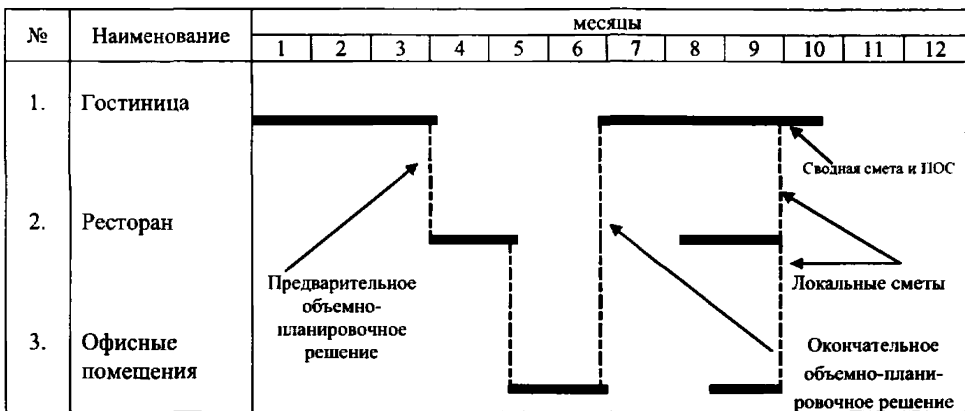 № Наименование месяцы
1 2 3 4 5 6 7 8 9 10 11 12
1. Гостиница
Сводная смета и ПОС
2. Ресторан
Предварительное
объемно-
планировочное
решение
Локальные сметы
3. Офисные
помещения
Окончательное
объемно-плани-
ровочное решение